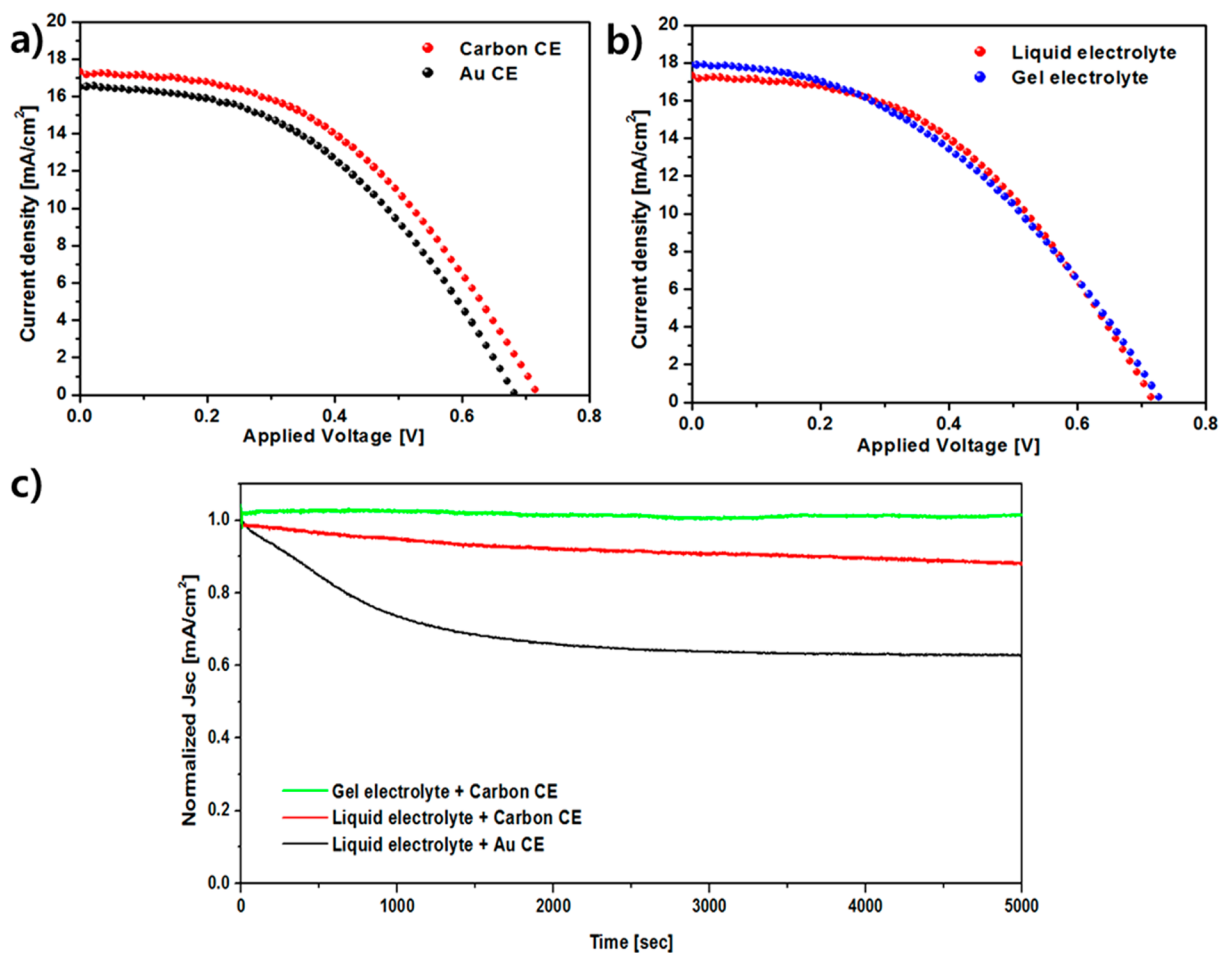 a)
Carbon CE
Au CE
20
18
16
14
12
10
8
6
4
2
0
Current density [mA/cm²]
0.0
0.2
0.4
0.6
0.8
Applied Voltage [V]
b)
Liquid electrolyte
Gel electrolyte
20
18
16
14
12
10
8
6
4
2
0
Current density [mA/cm²]
0.0
0.2
0.4
0.6
0.8
Applied Voltage [V]
c)
1.0
0.8
0.6
0.4
0.2
0.0
Normalized Jsc [mA/cm²]
Gel electrolyte + Carbon CE
Liquid electrolyte + Carbon CE
Liquid electrolyte + Au CE
0
1000
2000
3000
4000
5000
Time [sec]